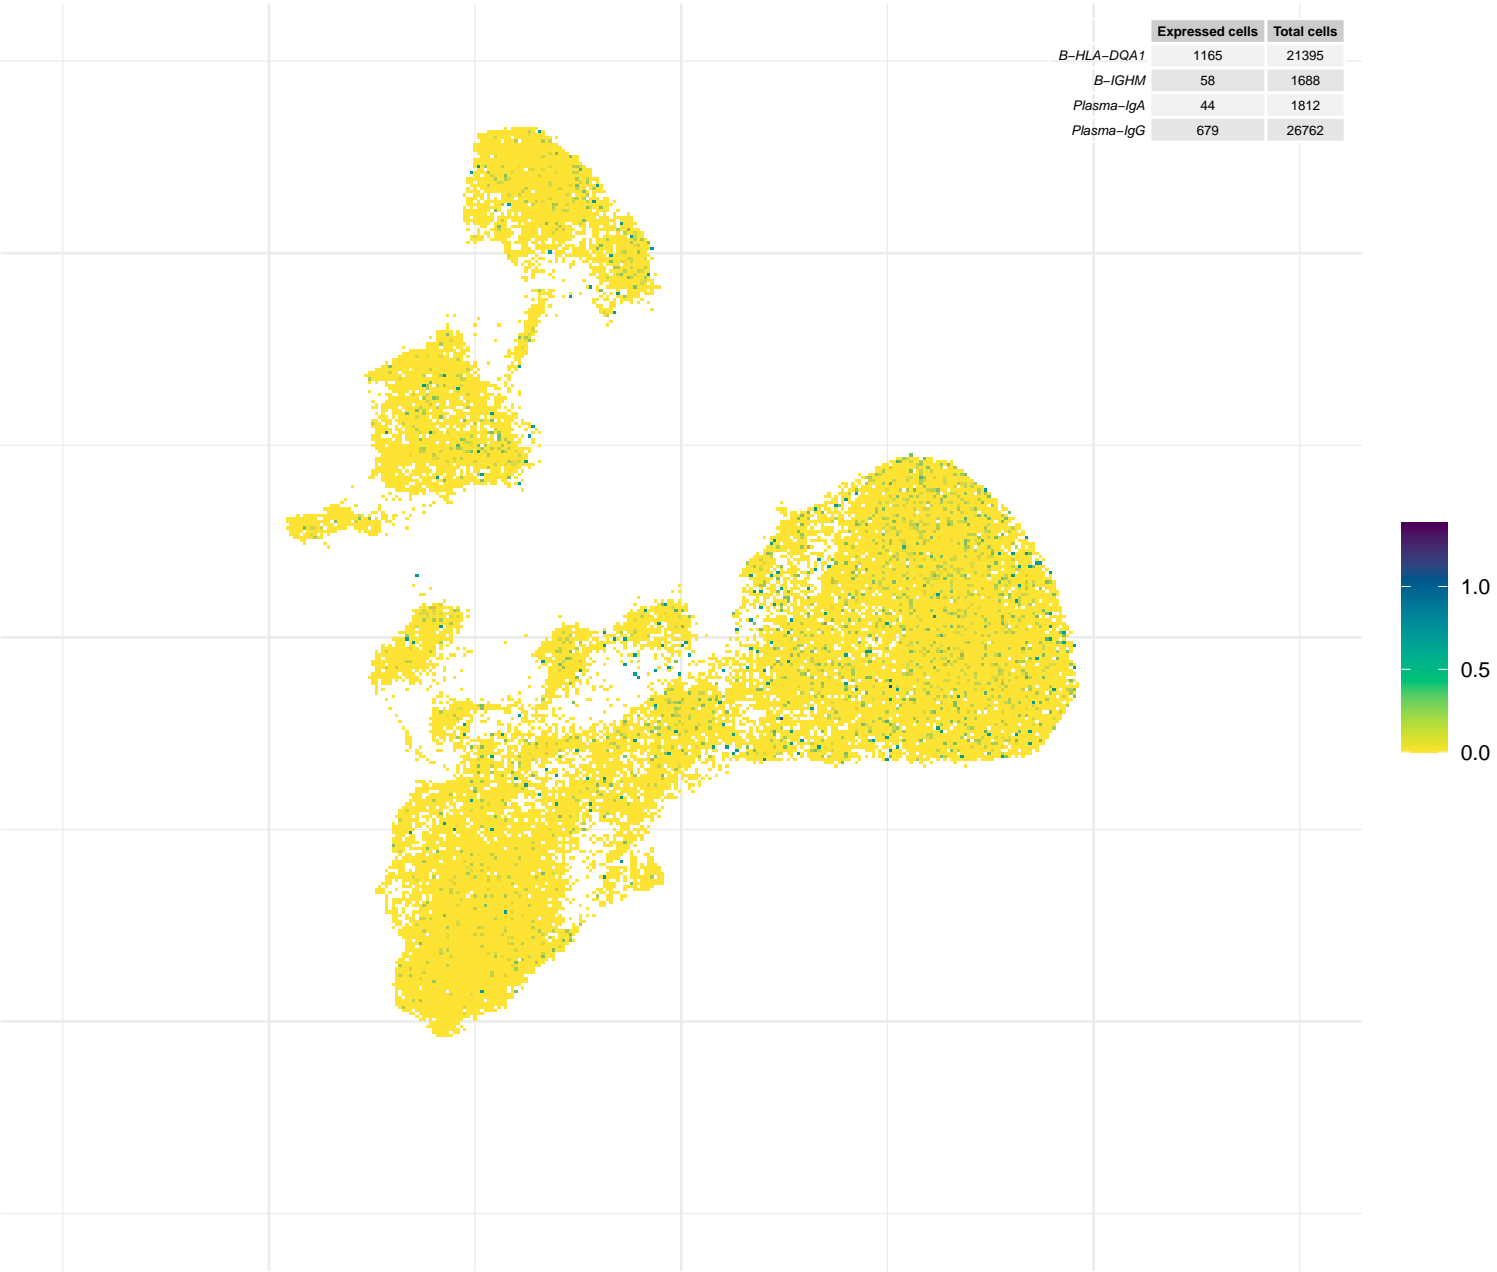 Expressed cells Total cells
B−HLA−DQA1 1165 21395
B−IGHM 58 1688
Plasma−IgA 44 1812
Plasma−IgG 679 26762
1.0
0.5
0.0